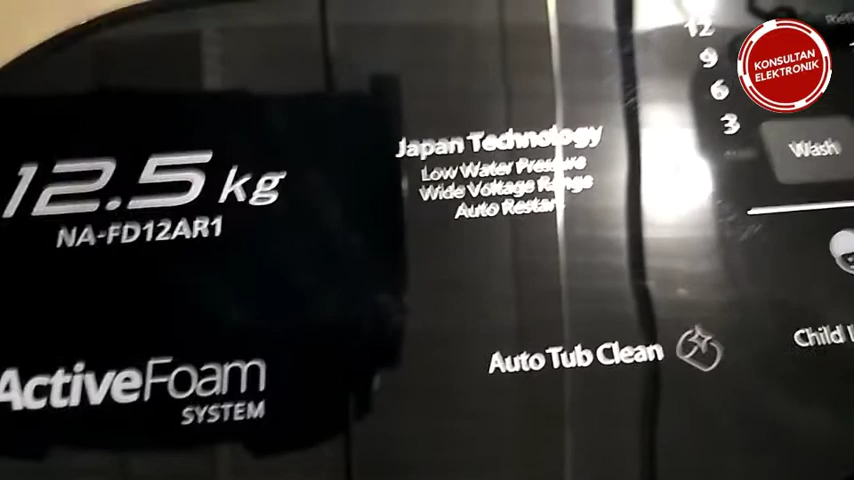 12.5 kg
NA-FD12AR1
ActiveFoam
SYSTEM
Japan Technology
Low Water Pressure
Wide Voltage Range
Auto Restart
Auto Tub Clean
12
9
6
3
Wash
Child
KONSULTAN
ELEKTRONIK